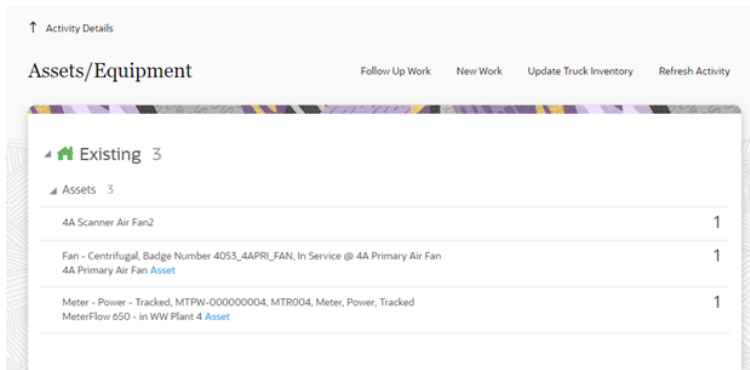 ↑ Activity Details
Assets/Equipment
Follow Up Work New Work Update Truck Inventory Refresh Activity
Existing 3
Assets 3
4A Scanner Air Fan2 1
Fan - Centrifugal, Badge Number 4053_4APRI_FAN, In Service @ 4A Primary Air Fan 1
4A Primary Air Fan Asset
Meter - Power - Tracked, MTPW-000000004, MTR004, Meter, Power, Tracked 1
MeterFlow 650 - in WW Plant 4 Asset